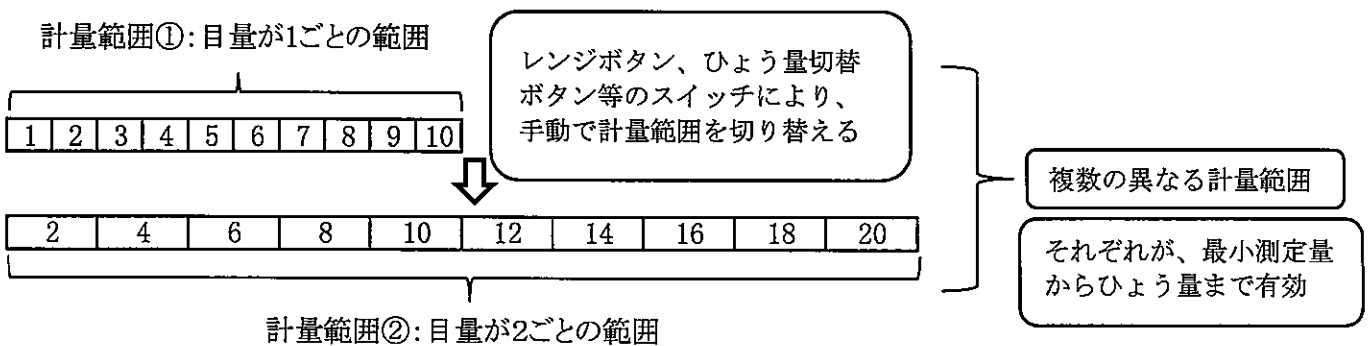 計量範囲①:目量が1ごとの範囲
レンジボタン、ひょう量切替
ボタン等のスイッチにより、
手動で計量範囲を切り替える
1 2 3 4 5 6 7 8 9 10
複数の異なる計量範囲
2 4 6 8 10 12 14 16 18 20
それぞれが、最小測定量
からひょう量まで有効
計量範囲②:目量が2ごとの範囲